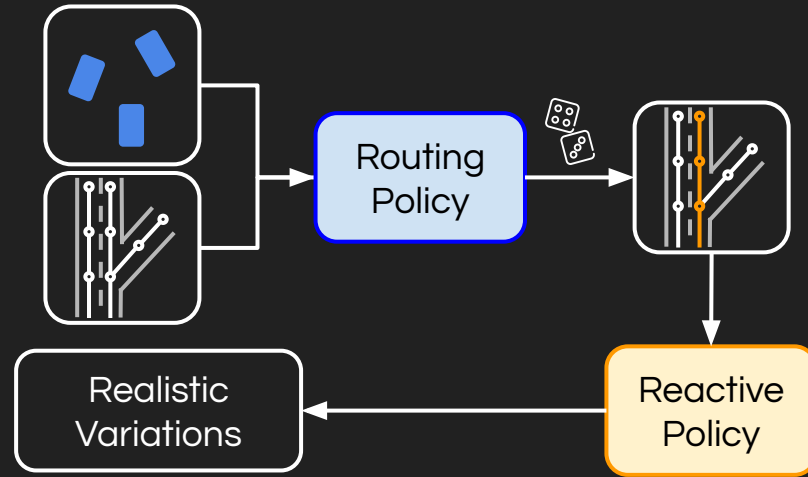 Routing
Policy
Reactive
Policy
Realistic
Variations